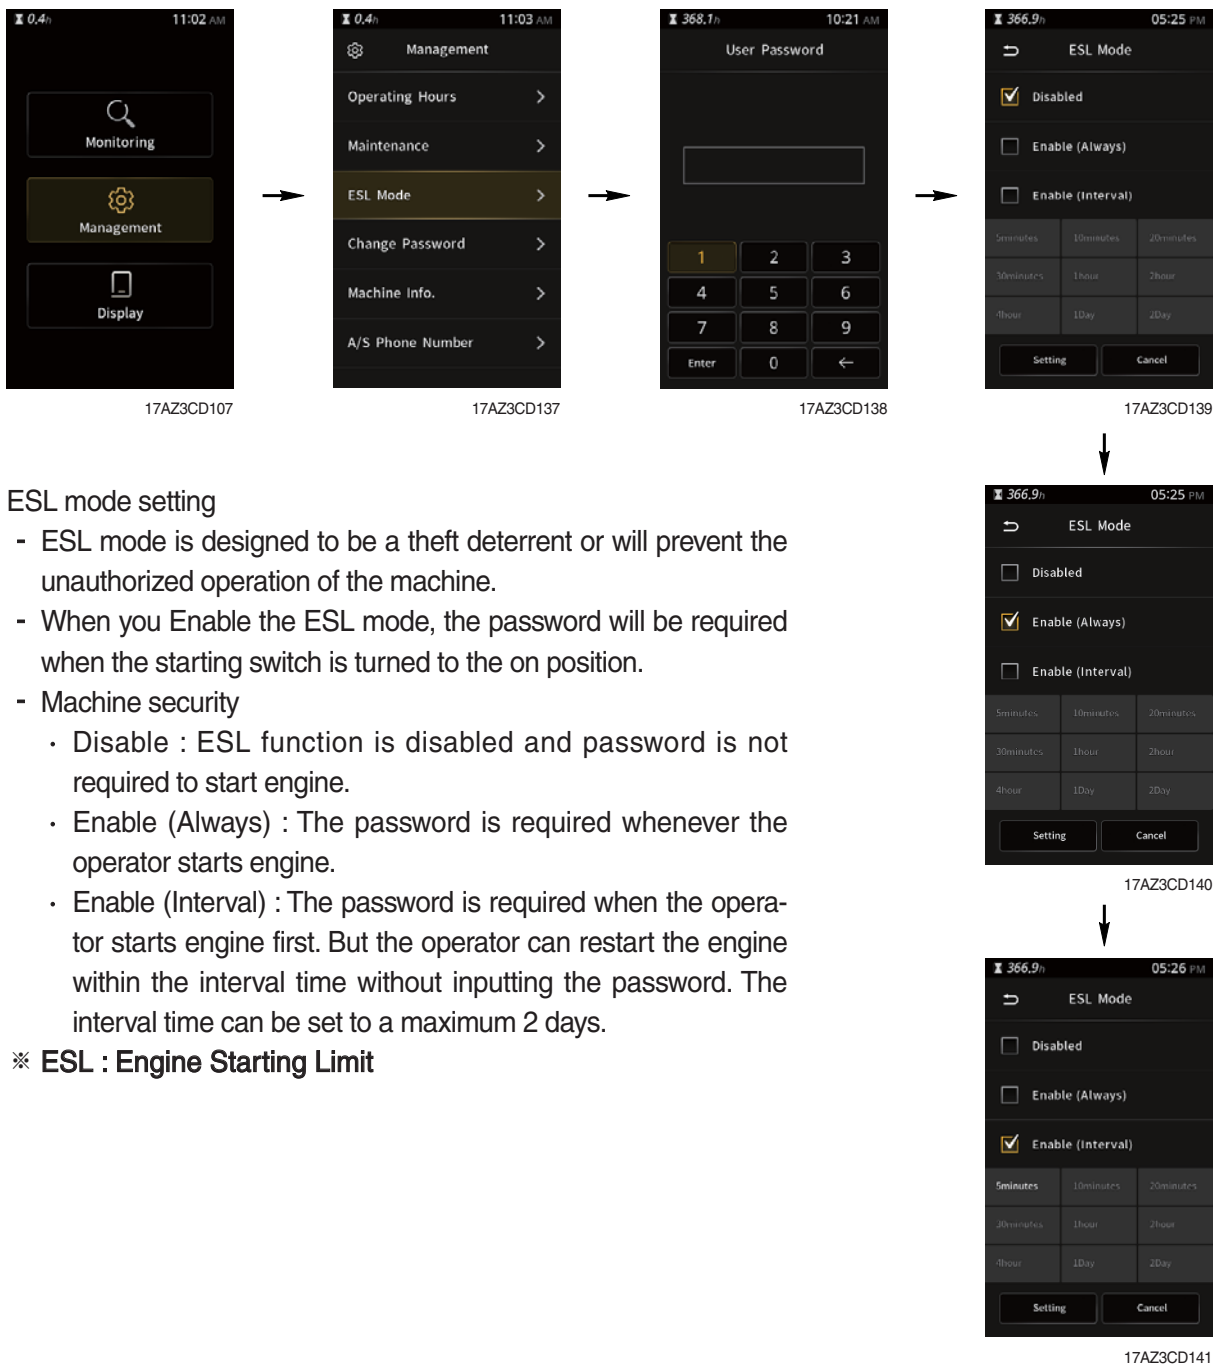 0.4h 11:02 AM
Monitoring
Management
Display
17AZ3CD107
0.4h 11:03 AM
Management
Operating Hours
Maintenance
ESL Mode
Change Password
Machine Info.
A/S Phone Number
17AZ3CD137
368.1h 10:21 AM
User Password
1 2 3
4 5 6
7 8 9
Enter 0 ←
17AZ3CD138
366.9h 05:25 PM
ESL Mode
Disabled
Enable (Always)
Enable (Interval)
5minutes 10minutes 20minutes
30minutes 1hour 2hour
4hour 1Day 2Day
Setting Cancel
17AZ3CD139
ESL mode setting
- ESL mode is designed to be a theft deterrent or will prevent the
unauthorized operation of the machine.
- When you Enable the ESL mode, the password will be required
when the starting switch is turned to the on position.
- Machine security
· Disable : ESL function is disabled and password is not
required to start engine.
· Enable (Always) : The password is required whenever the
operator starts engine.
· Enable (Interval) : The password is required when the opera-
tor starts engine first. But the operator can restart the engine
within the interval time without inputting the password. The
interval time can be set to a maximum 2 days.
※ ESL : Engine Starting Limit
366.9h 05:25 PM
ESL Mode
Disabled
Enable (Always)
Enable (Interval)
5minutes 10minutes 20minutes
30minutes 1hour 2hour
4hour 1Day 2Day
Setting Cancel
17AZ3CD140
366.9h 05:26 PM
ESL Mode
Disabled
Enable (Always)
Enable (Interval)
5minutes 10minutes 20minutes
30minutes 1hour 2hour
4hour 1Day 2Day
Setting Cancel
17AZ3CD141